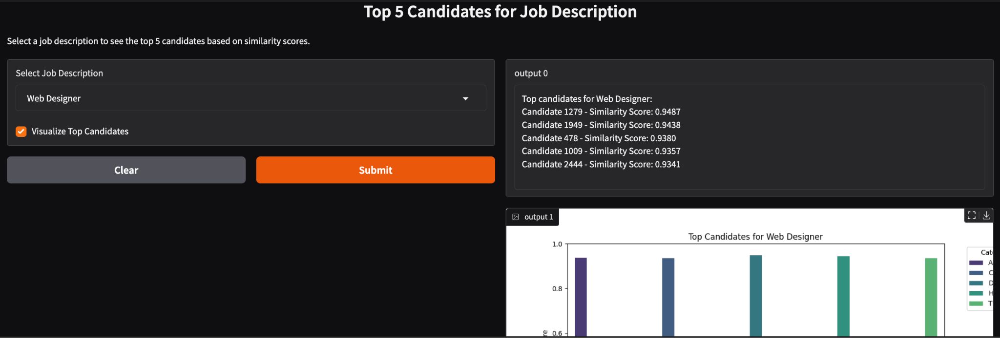 Top 5 Candidates for Job Description
Select a job description to see the top 5 candidates based on similarity scores.
Select Job Description
Web Designer
Visualize Top Candidates
Clear
Submit
output 0
Top candidates for Web Designer:
Candidate 1279 - Similarity Score: 0.9487
Candidate 1949 - Similarity Score: 0.9438
Candidate 478 - Similarity Score: 0.9380
Candidate 1009 - Similarity Score: 0.9357
Candidate 2444 - Similarity Score: 0.9341
output 1
Top Candidates for Web Designer
1.0
0.8
0.6